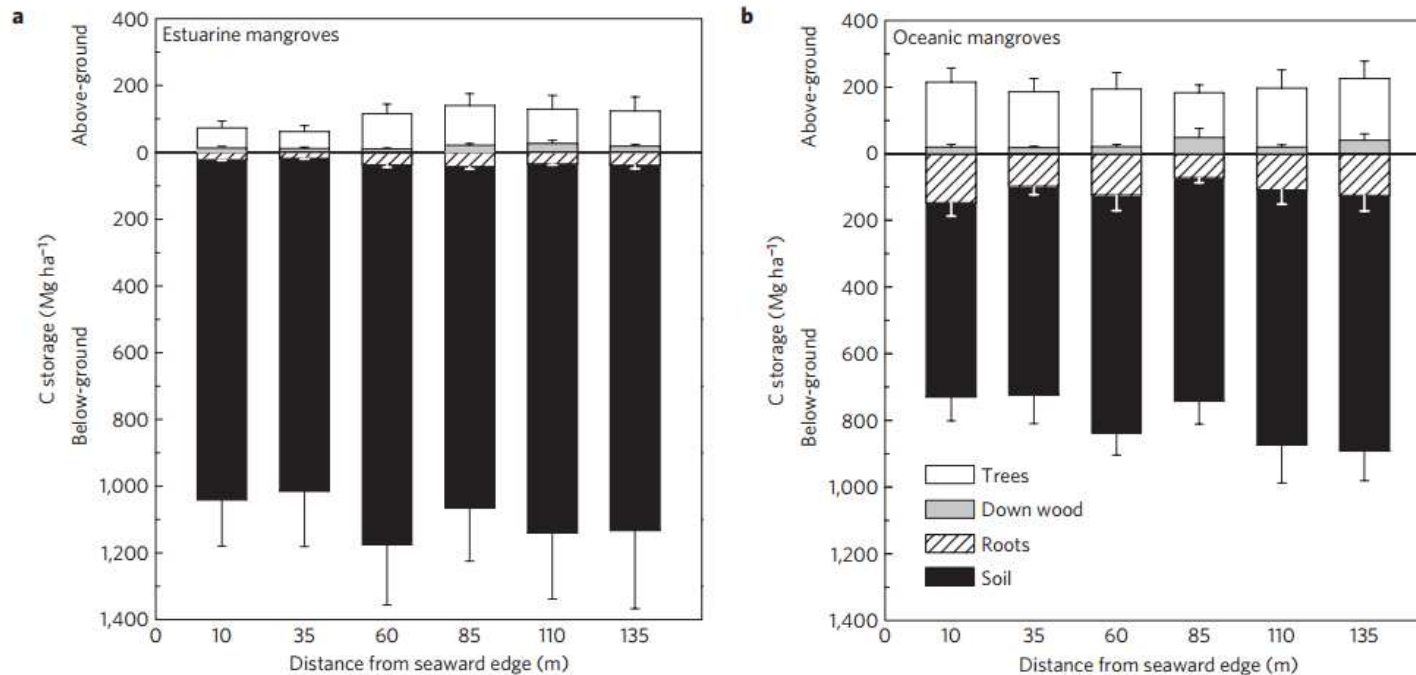 a
Estuarine mangroves
400
200
0
200
400
600
800
1,000
1,200
1,400
Above-ground
C storage (Mg ha⁻¹)
Below-ground
0 10 35 60 85 110 135
Distance from seaward edge (m)
b
Oceanic mangroves
400
200
0
200
400
600
800
1,000
1,200
1,400
Above-ground
C storage (Mg ha⁻¹)
Below-ground
Trees
Down wood
Roots
Soil
0 10 35 60 85 110 135
Distance from seaward edge (m)